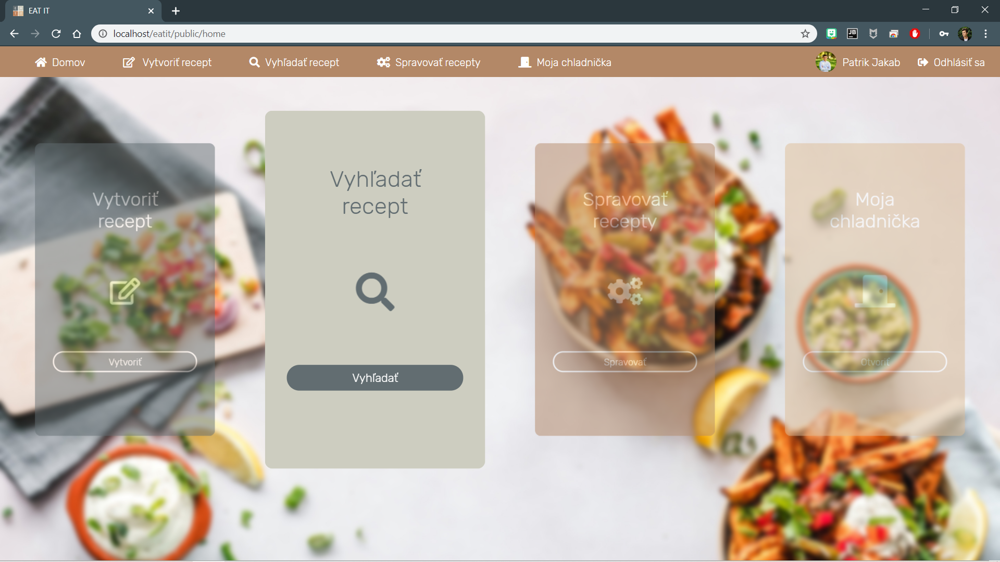 EAT IT
localhost/eatit/public/home
JB
Domov
Vytvoriť recept
Vyhľadať recept
Spravovať recepty
Moja chladnička
Patrik Jakab
Odhlásiť sa
Vytvoriť
recept
Vytvoriť
Vyhľadať
recept
Vyhľadať
Spravovať
recepty
Spravovať
Moja
chladnička
Otvoriť